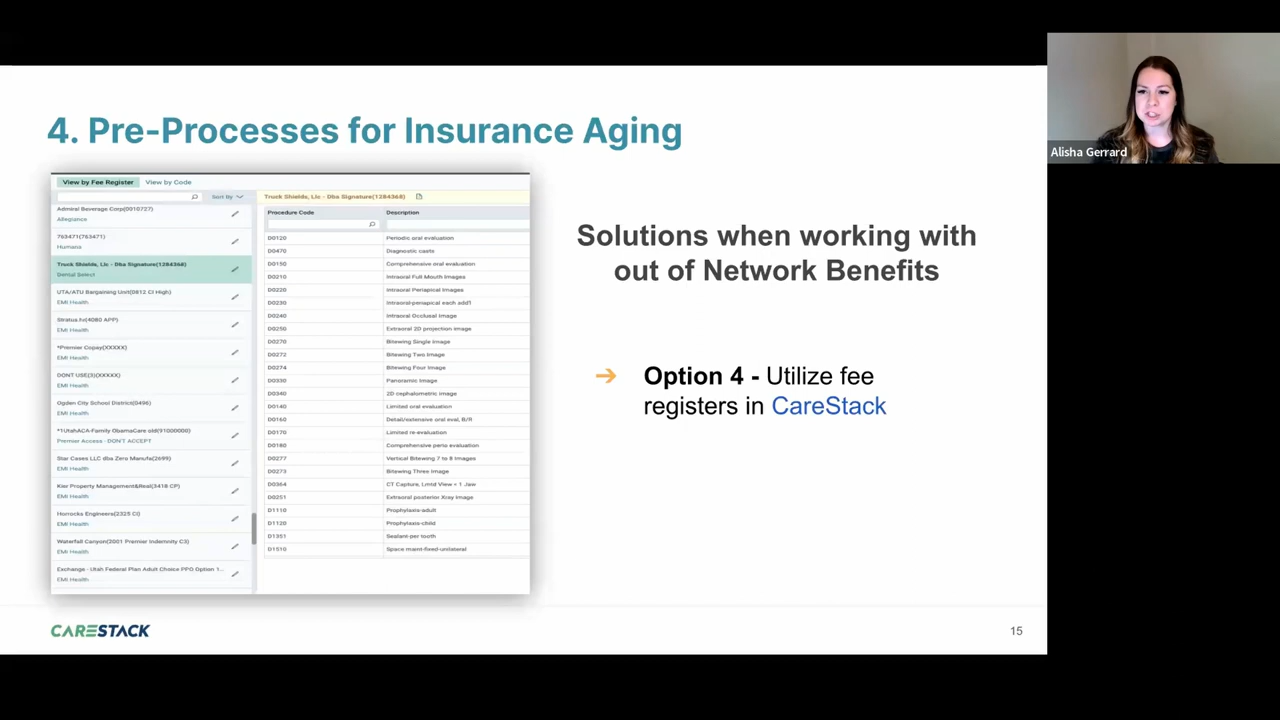 4. Pre-Processes for Insurance Aging
View by Fee Register View by Code
Sort By
Admiral Beverage Corp(0010727)
Allegiance
763471(763471)
Humana
Truck Shields, Llc - Dba Signature(1284368)
Dental Select
UTA/ATU Bargaining Unit(0812 CI High)
EMI Health
Stratus.hr(4080 APP)
EMI Health
*Premier Copay(XXXXX)
EMI Health
DONT USE(3)(XXXXX)
EMI Health
Ogden City School District(0496)
EMI Health
*1UtahACA-Family ObamaCare old(91000000)
Premier Access - DON'T ACCEPT
Star Cases LLC dba Zero Manufa(2699)
EMI Health
Kier Property Management&Real(3418 CP)
EMI Health
Horrocks Engineers(2325 CI)
EMI Health
Waterfall Canyon(2001 Premier Indemnity C3)
EMI Health
Exchange - Utah Federal Plan Adult Choice PPO Option 1...
EMI Health
Truck Shields, Llc - Dba Signature(1284368)
Procedure Code Description
D0120 Periodic oral evaluation
D0470 Diagnostic casts
D0150 Comprehensive oral evaluation
D0210 Intraoral Full Mouth Images
D0220 Intraoral Periapical Images
D0230 Intraoral-periapical each add'l
D0240 Intraoral Occlusal Image
D0250 Extraoral 2D projection image
D0270 Bitewing Single Image
D0272 Bitewing Two Image
D0274 Bitewing Four Image
D0330 Panoramic Image
D0340 2D cephalometric image
D0140 Limited oral evaluation
D0160 Detail/extensive oral eval, B/R
D0170 Limited re-evaluation
D0180 Comprehensive perio evaluation
D0277 Vertical Bitewing 7 to 8 Images
D0273 Bitewing Three Image
D0364 CT Capture, Lmtd View < 1 Jaw
D0251 Extraoral posterior Xray Image
D1110 Prophylaxis-adult
D1120 Prophylaxis-child
D1351 Sealant-per tooth
D1510 Space maint-fixed-unilateral
Solutions when working with
out of Network Benefits
Option 4 - Utilize fee
registers in CareStack
CARESTACK
15
Alisha Gerrard